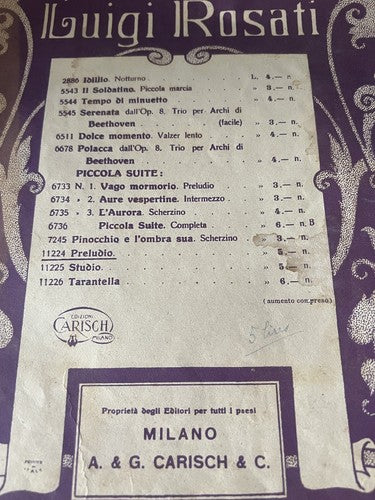 Luigi Rosati
2886 Idillio. Notturno . . . . . . L. 4.— n.
5543 Il Soldatino. Piccola marcia . . . » 3.— n.
5544 Tempo di minuetto . . . . . » 4.— n.
5545 Serenata dall'Op. 8. Trio per Archi di
Beethoven . . . . . (facile) » 3.— n.
6511 Dolce momento. Valzer lento . . . » 4.— n.
6678 Polacca dall'Op. 8. Trio per Archi de
Beethoven . . . . . . . » 4.— n.
PICCOLA SUITE:
6733 N. 1. Vago mormorio. Preludio . . . » 3.— n.
6734 » 2. Aure vespertine. Intermezzo . . » 3.— n.
6735 » 3. L'Aurora. Scherzino . . . . » 4.— n.
6736 Piccola Suite. Completa . . . » 6.— n. B
7245 Pinocchio e l'ombra sua. Scherzino . » 3.— n.
11224 Preludio. . . . . . . . . » 5.— n.
11225 Studio. . . . . . . . . » 5.— n.
11226 Tarantella . . . . . . . . » 6.— n.
(aumento compreso.)
EDIZIONI
CARISCH
MILANO
5 Lire
Proprietà degli Editori per tutti i paesi
MILANO
A. & G. CARISCH & C.